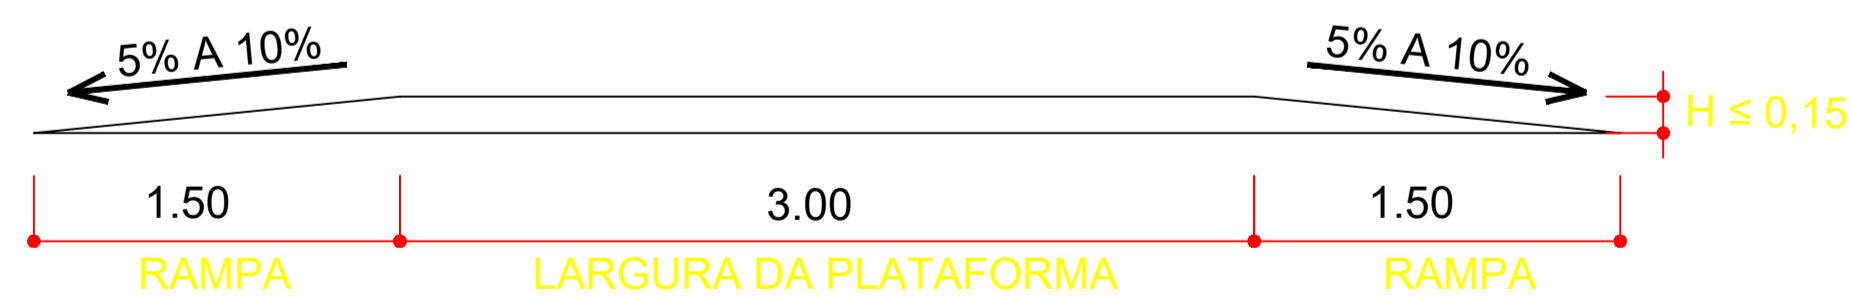 5% A 10%
5% A 10%
H ≤ 0,15
1.50
3.00
1.50
RAMPA
LARGURA DA PLATAFORMA
RAMPA